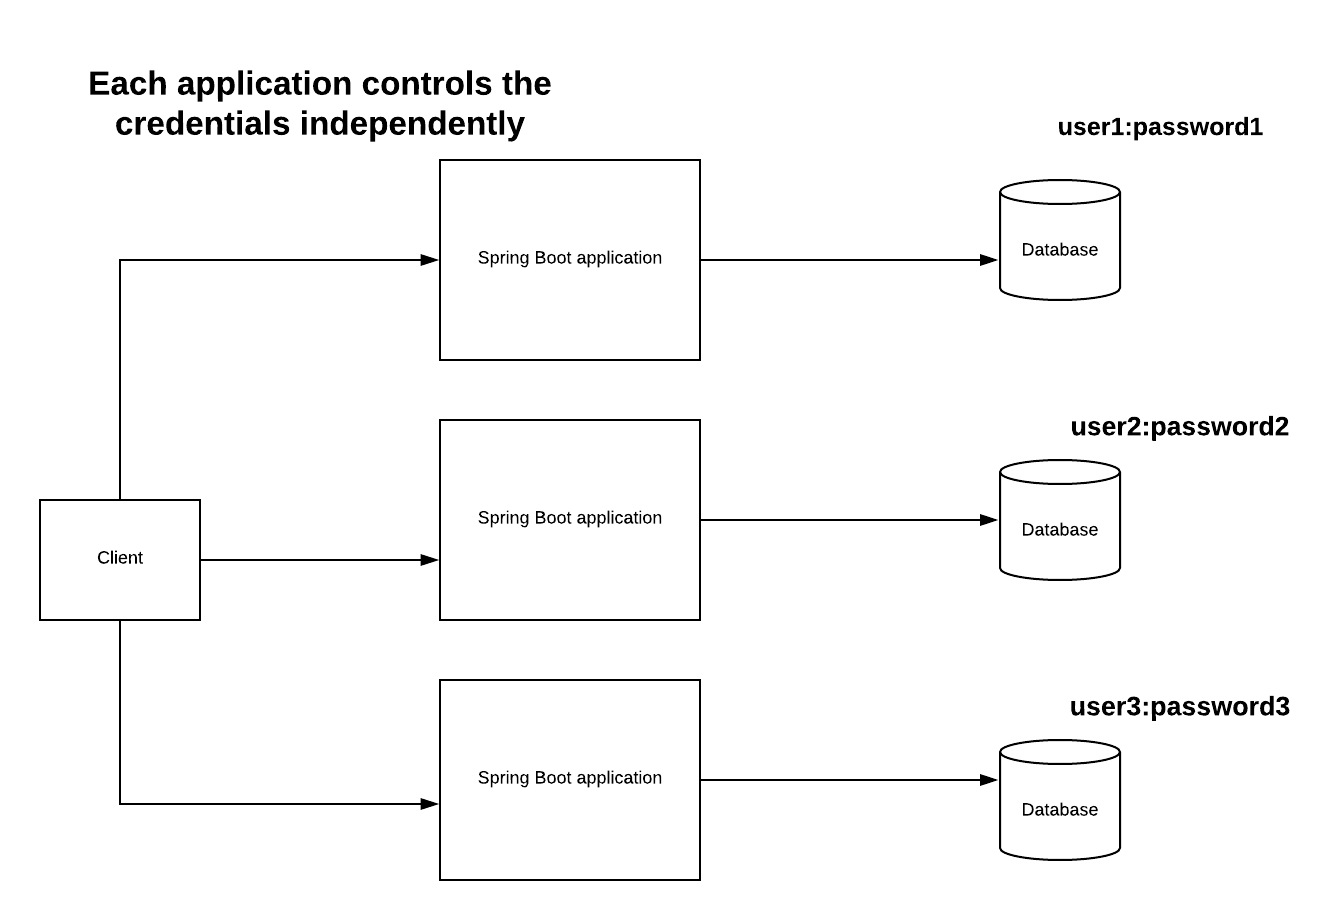 Each application controls the
credentials independently
user1:password1
Spring Boot application
Database
user2:password2
Spring Boot application
Database
Client
user3:password3
Spring Boot application
Database